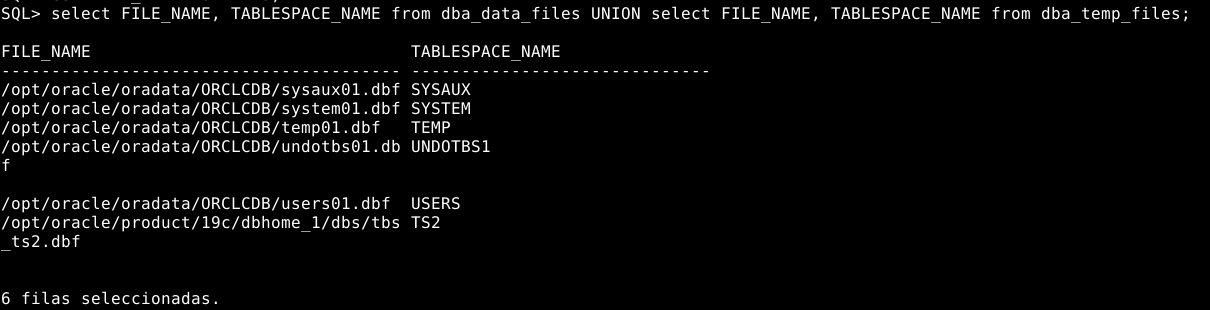 SQL> select FILE_NAME, TABLESPACE_NAME from dba_data_files UNION select FILE_NAME, TABLESPACE_NAME from dba_temp_files;
FILE_NAME                                TABLESPACE_NAME
---------------------------------------- ------------------------------
/opt/oracle/oradata/ORCLCDB/sysaux01.dbf SYSAUX
/opt/oracle/oradata/ORCLCDB/system01.dbf SYSTEM
/opt/oracle/oradata/ORCLCDB/temp01.dbf   TEMP
/opt/oracle/oradata/ORCLCDB/undotbs01.db UNDOTBS1
f
/opt/oracle/oradata/ORCLCDB/users01.dbf  USERS
/opt/oracle/product/19c/dbhome_1/dbs/tbs TS2
_ts2.dbf
6 filas seleccionadas.